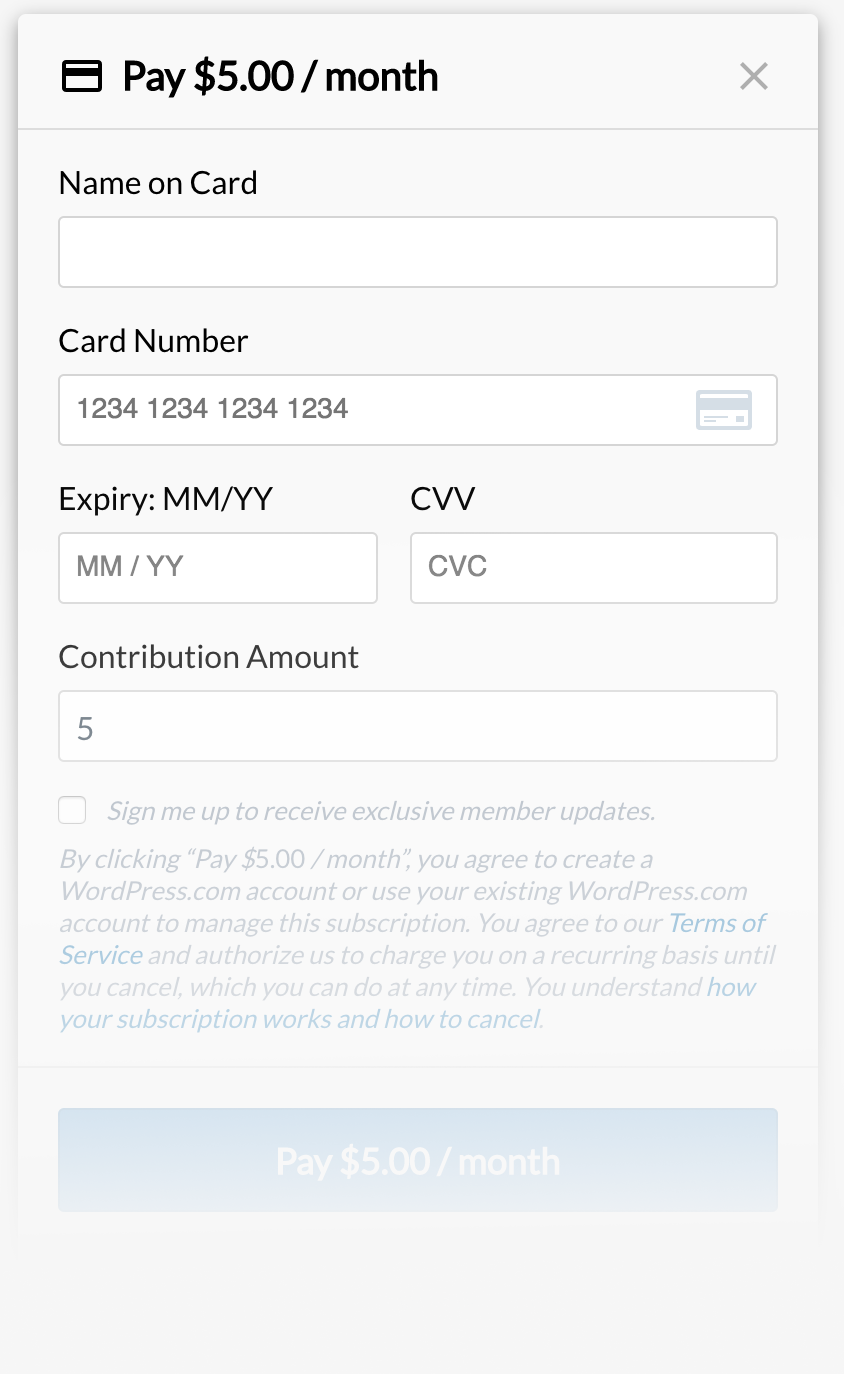 Pay $5.00 / month
Name on Card
Card Number
1234 1234 1234 1234
Expiry: MM/YY CVV
MM / YY CVC
Contribution Amount
5
Sign me up to receive exclusive member updates.
By clicking “Pay $5.00 / month”, you agree to create a
WordPress.com account or use your existing WordPress.com
account to manage this subscription. You agree to our Terms of
Service and authorize us to charge you on a recurring basis until
you cancel, which you can do at any time. You understand how
your subscription works and how to cancel.
Pay $5.00 / month